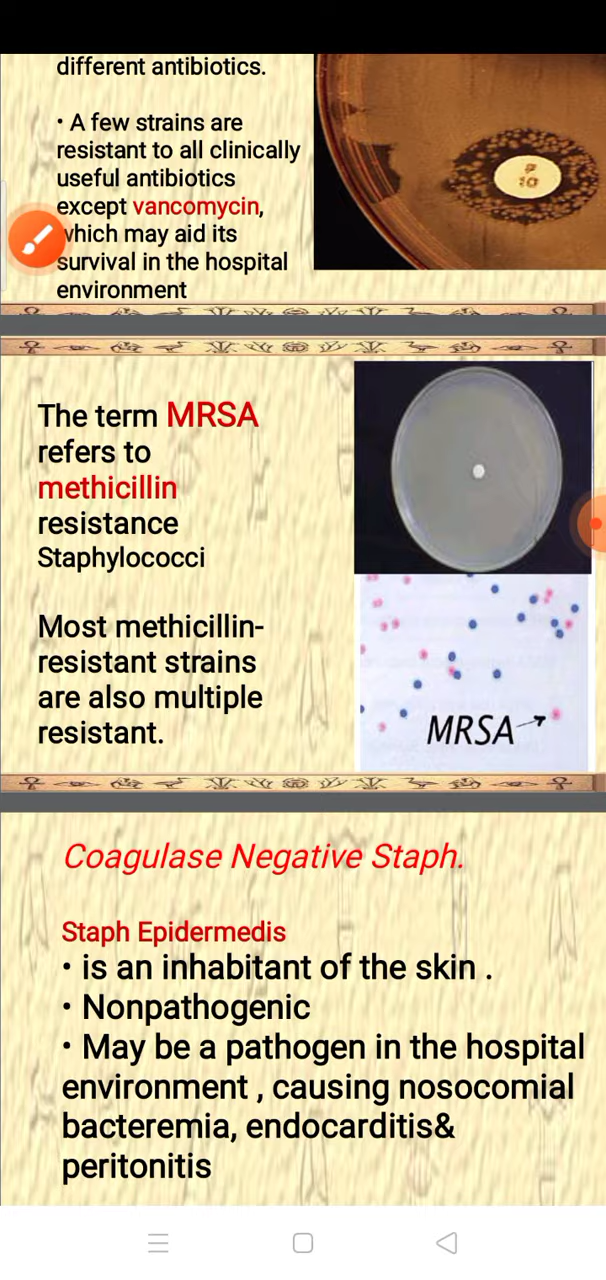 different antibiotics.
• A few strains are
resistant to all clinically
useful antibiotics
except vancomycin,
which may aid its
survival in the hospital
environment
P
10
The term MRSA
refers to
methicillin
resistance
Staphylococci
Most methicillin-
resistant strains
are also multiple
resistant.
MRSA
Coagulase Negative Staph.
Staph Epidermedis
• is an inhabitant of the skin .
• Nonpathogenic
• May be a pathogen in the hospital
environment , causing nosocomial
bacteremia, endocarditis&
peritonitis